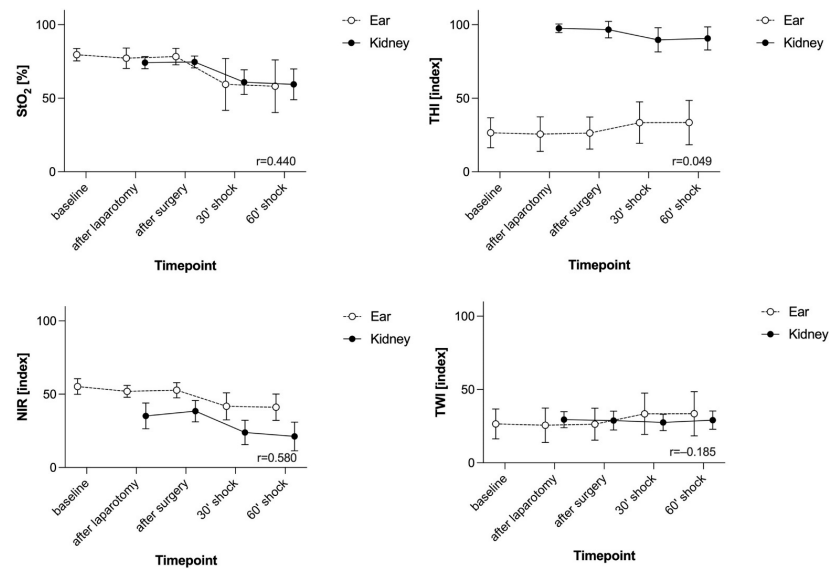 StO2 [%]
100
50
0
Ear
Kidney
r=0.440
baseline
after laparotomy
after surgery
30' shock
60' shock
Timepoint
THI [index]
100
50
0
Ear
Kidney
r=0.049
baseline
after laparotomy
after surgery
30' shock
60' shock
Timepoint
NIR [index]
100
50
0
Ear
Kidney
r=0.580
baseline
after laparotomy
after surgery
30' shock
60' shock
Timepoint
TWI [index]
100
50
0
Ear
Kidney
r=–0.185
baseline
after laparotomy
after surgery
30' shock
60' shock
Timepoint